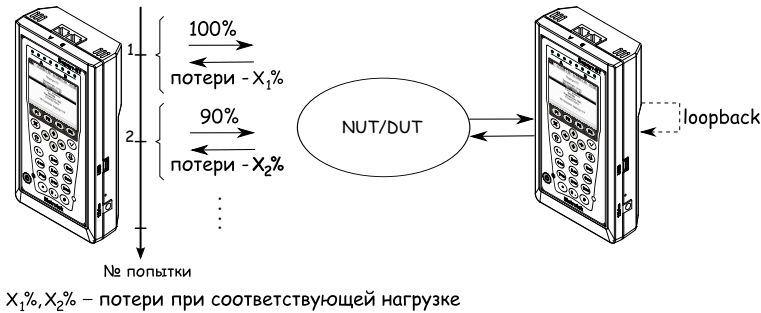 100%
1
потери - X₁%
90%
2
потери - X₂%
NUT/DUT
loopback
№ попытки
X₁%, X₂% – потери при соответствующей нагрузке